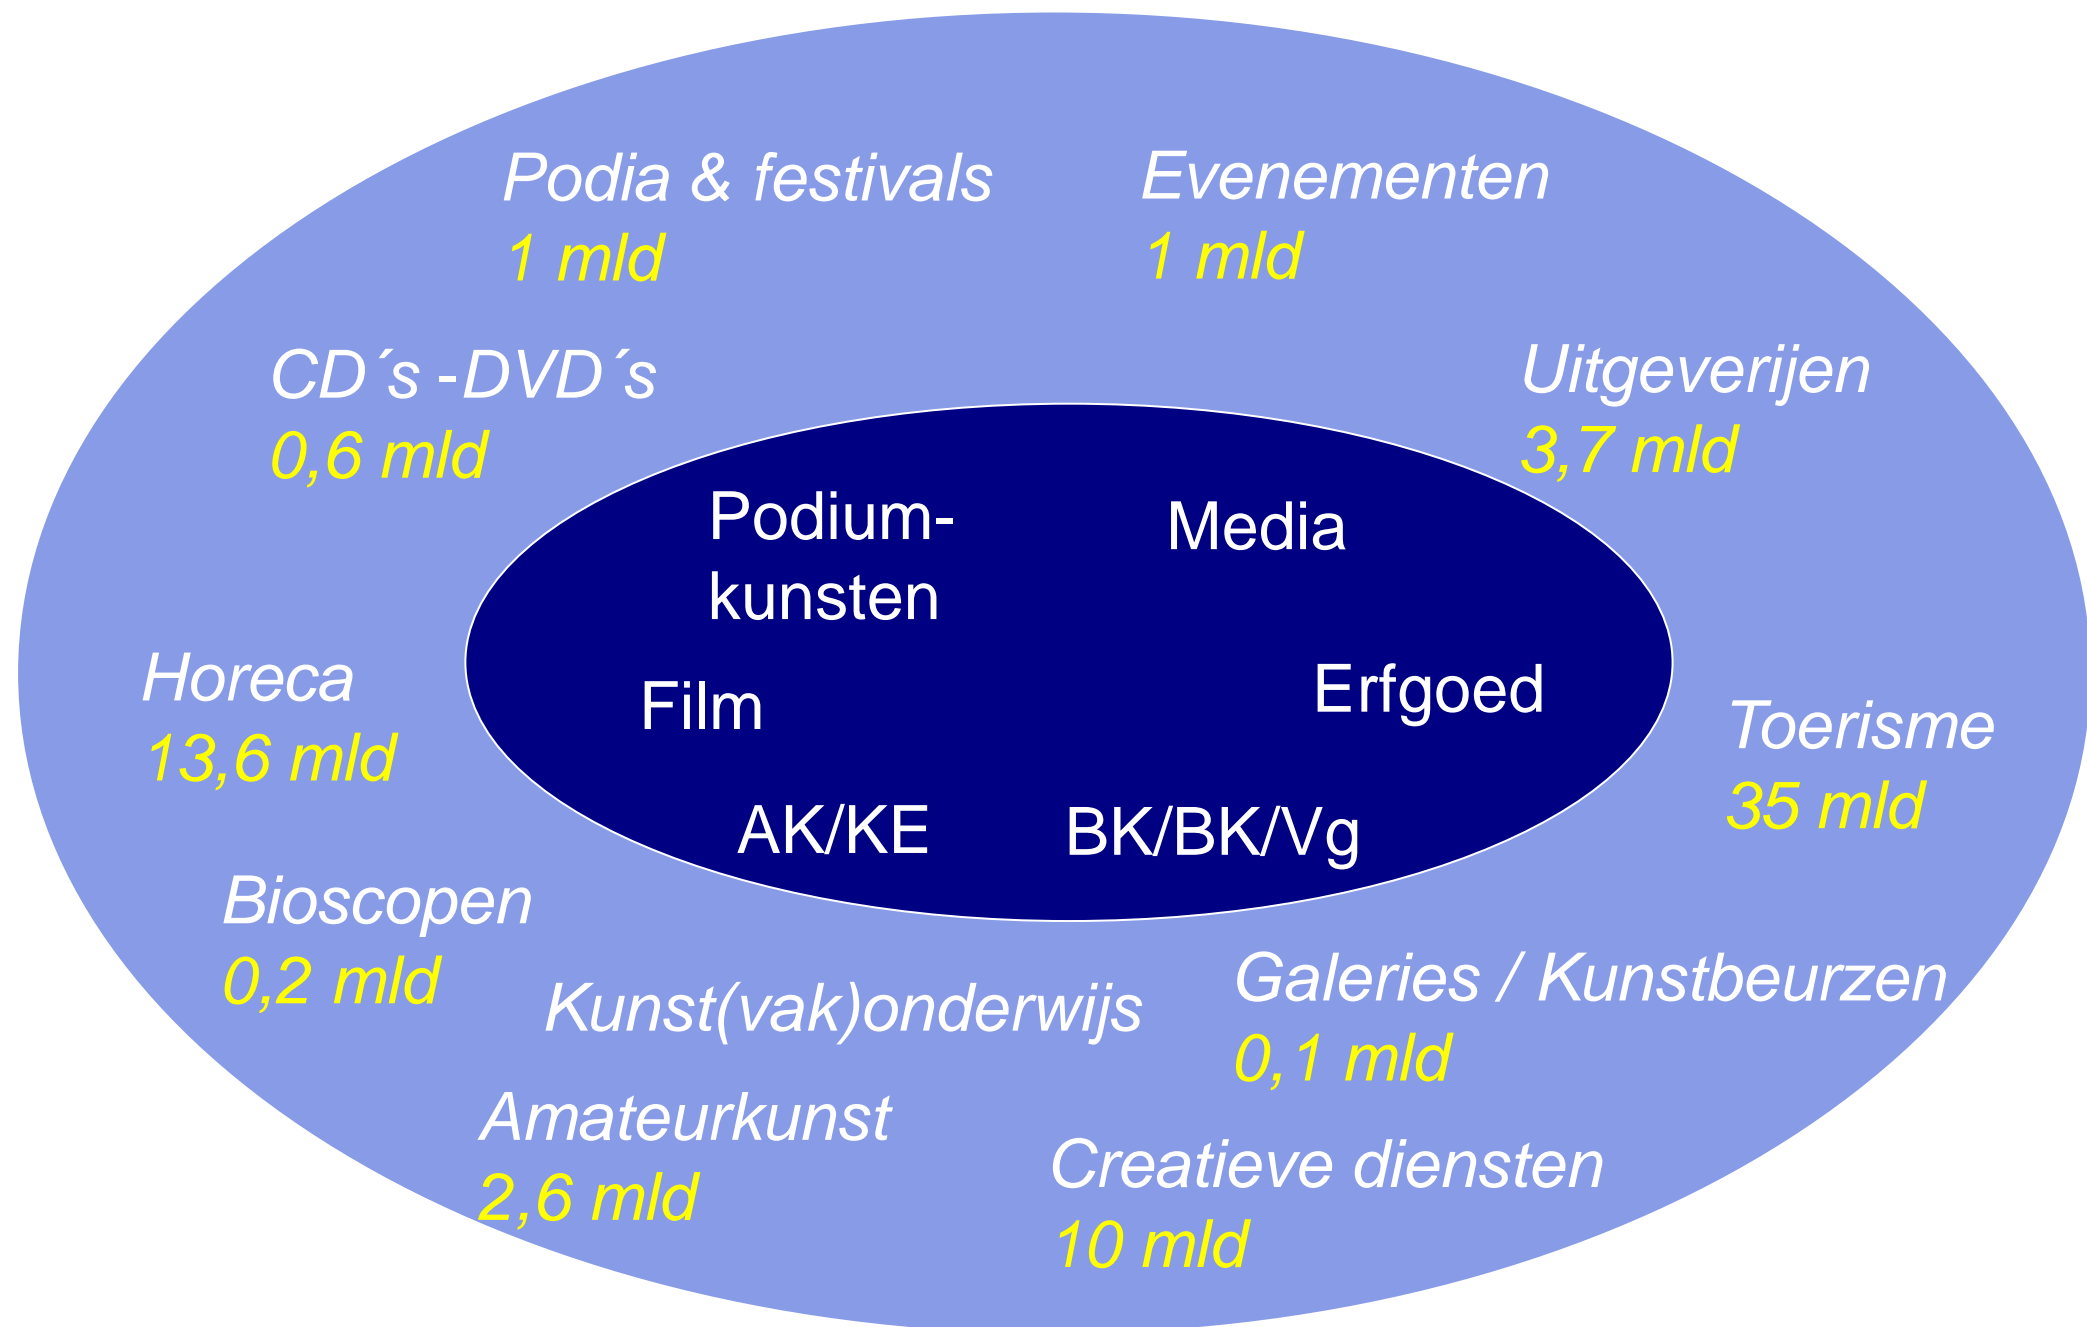 Podia & festivals
1 mld
Evenementen
1 mld
CD´s -DVD´s
0,6 mld
Uitgeverijen
3,7 mld
Podium-
kunsten
Media
Horeca
13,6 mld
Film
Erfgoed
Toerisme
35 mld
AK/KE
BK/BK/Vg
Bioscopen
0,2 mld
Kunst(vak)onderwijs
Galeries / Kunstbeurzen
0,1 mld
Amateurkunst
2,6 mld
Creatieve diensten
10 mld